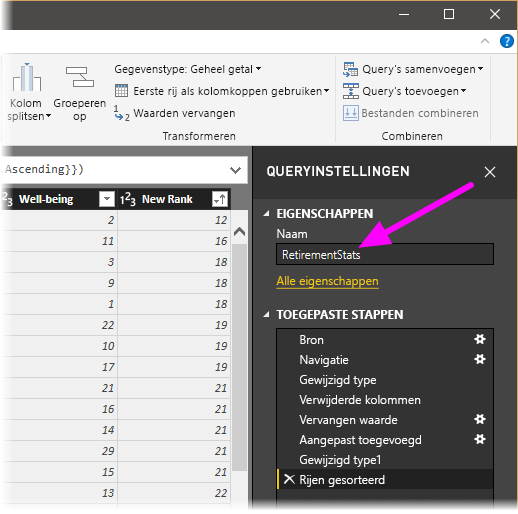 Kolom splitsen
Groeperen op
Gegevenstype: Geheel getal
Eerste rij als kolomkoppen gebruiken
1 2 Waarden vervangen
Transformeren
Query's samenvoegen
Query's toevoegen
Bestanden combineren
Combineren
.Ascending}})
23 Well-being 123 New Rank
2 12
11 16
3 18
9 18
1 18
22 19
10 19
17 19
21 21
16 21
14 21
29 21
15 21
13 22
QUERYINSTELLINGEN
EIGENSCHAPPEN
Naam
RetirementStats
Alle eigenschappen
TOEGEPASTE STAPPEN
Bron
Navigatie
Gewijzigd type
Verwijderde kolommen
Vervangen waarde
Aangepast toegevoegd
Gewijzigd type1
Rijen gesorteerd